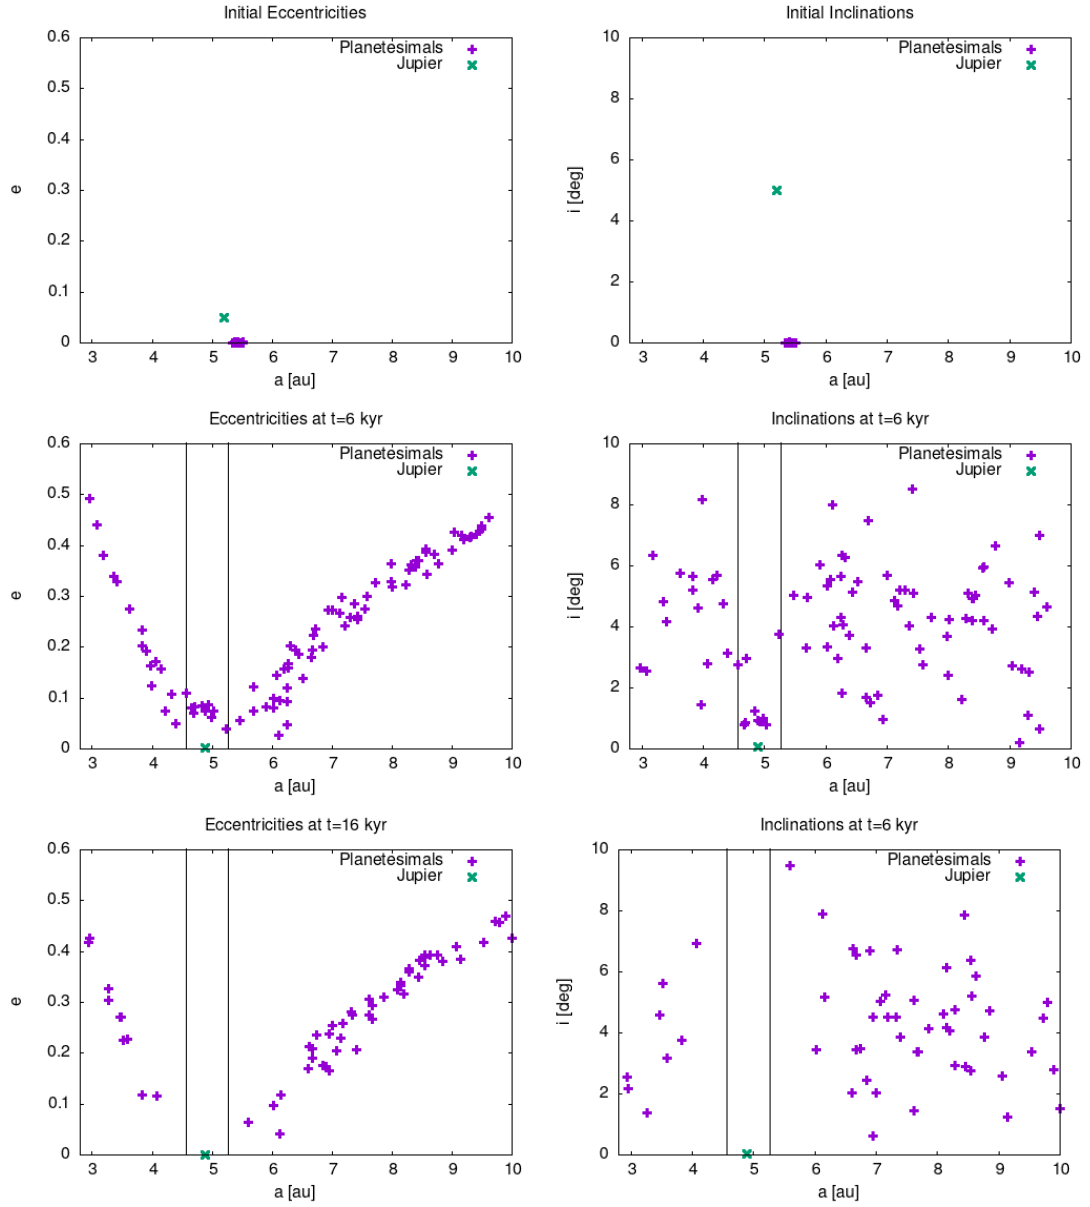 Initial Eccentricities
Planetesimals
Jupier
0.6
0.5
0.4
0.3
0.2
0.1
0
e
3 4 5 6 7 8 9 10
a [au]
Initial Inclinations
Planetesimals
Jupier
10
8
6
4
2
0
i [deg]
3 4 5 6 7 8 9 10
a [au]
Eccentricities at t=6 kyr
Planetesimals
Jupier
0.6
0.5
0.4
0.3
0.2
0.1
0
e
3 4 5 6 7 8 9 10
a [au]
Inclinations at t=6 kyr
Planetesimals
Jupier
10
8
6
4
2
0
i [deg]
3 4 5 6 7 8 9 10
a [au]
Eccentricities at t=16 kyr
Planetesimals
Jupier
0.6
0.5
0.4
0.3
0.2
0.1
0
e
3 4 5 6 7 8 9 10
a [au]
Inclinations at t=6 kyr
Planetesimals
Jupier
10
8
6
4
2
0
i [deg]
3 4 5 6 7 8 9 10
a [au]